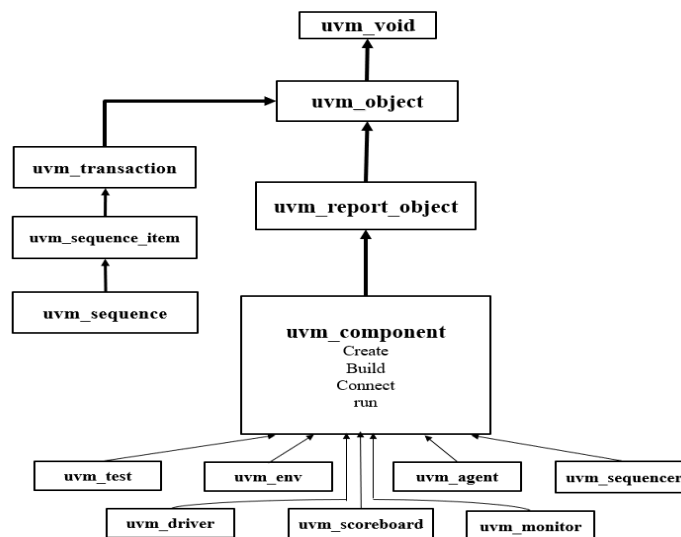 uvm_void
uvm_object
uvm_transaction
uvm_report_object
uvm_sequence_item
uvm_sequence
uvm_component
Create
Build
Connect
run
uvm_test
uvm_env
uvm_agent
uvm_sequencer
uvm_driver
uvm_scoreboard
uvm_monitor